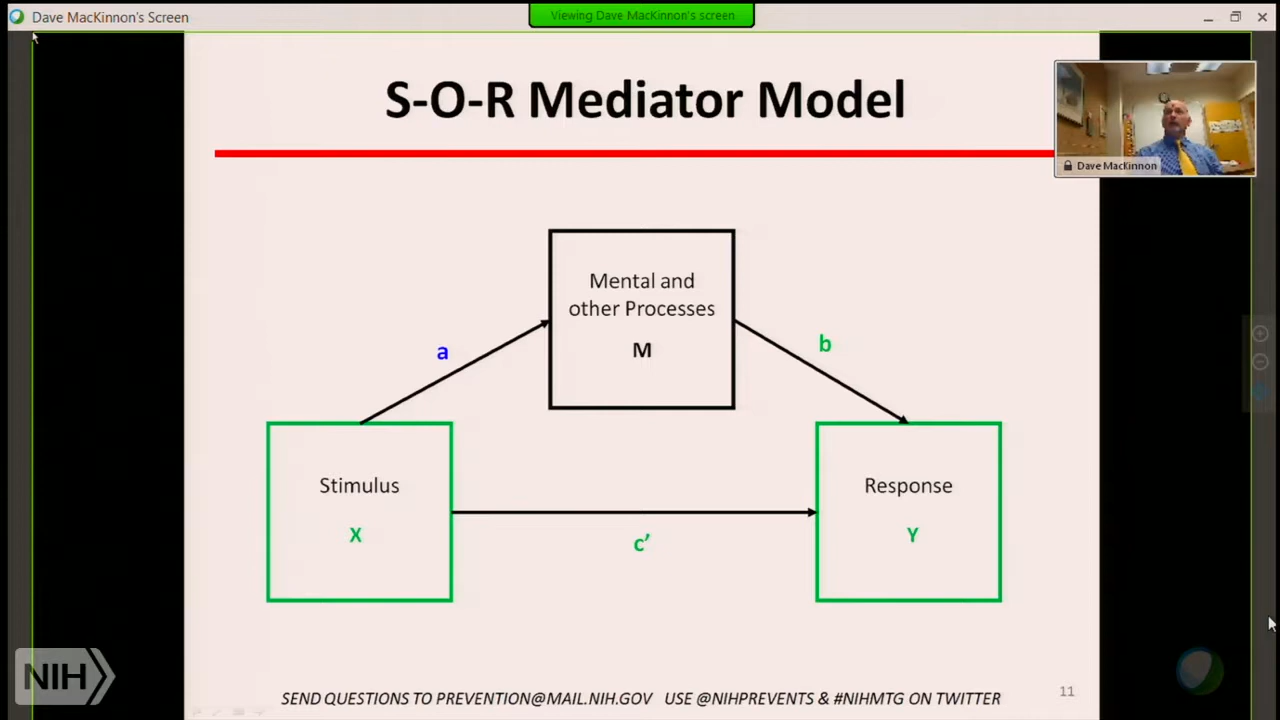 Dave MacKinnon's Screen
Viewing Dave MacKinnon's screen
S-O-R Mediator Model
Dave MacKinnon
Mental and
other Processes
M
a
b
Stimulus
X
Response
Y
c’
NIH
SEND QUESTIONS TO PREVENTION@MAIL.NIH.GOV USE @NIHPREVENTS & #NIHMTG ON TWITTER
11